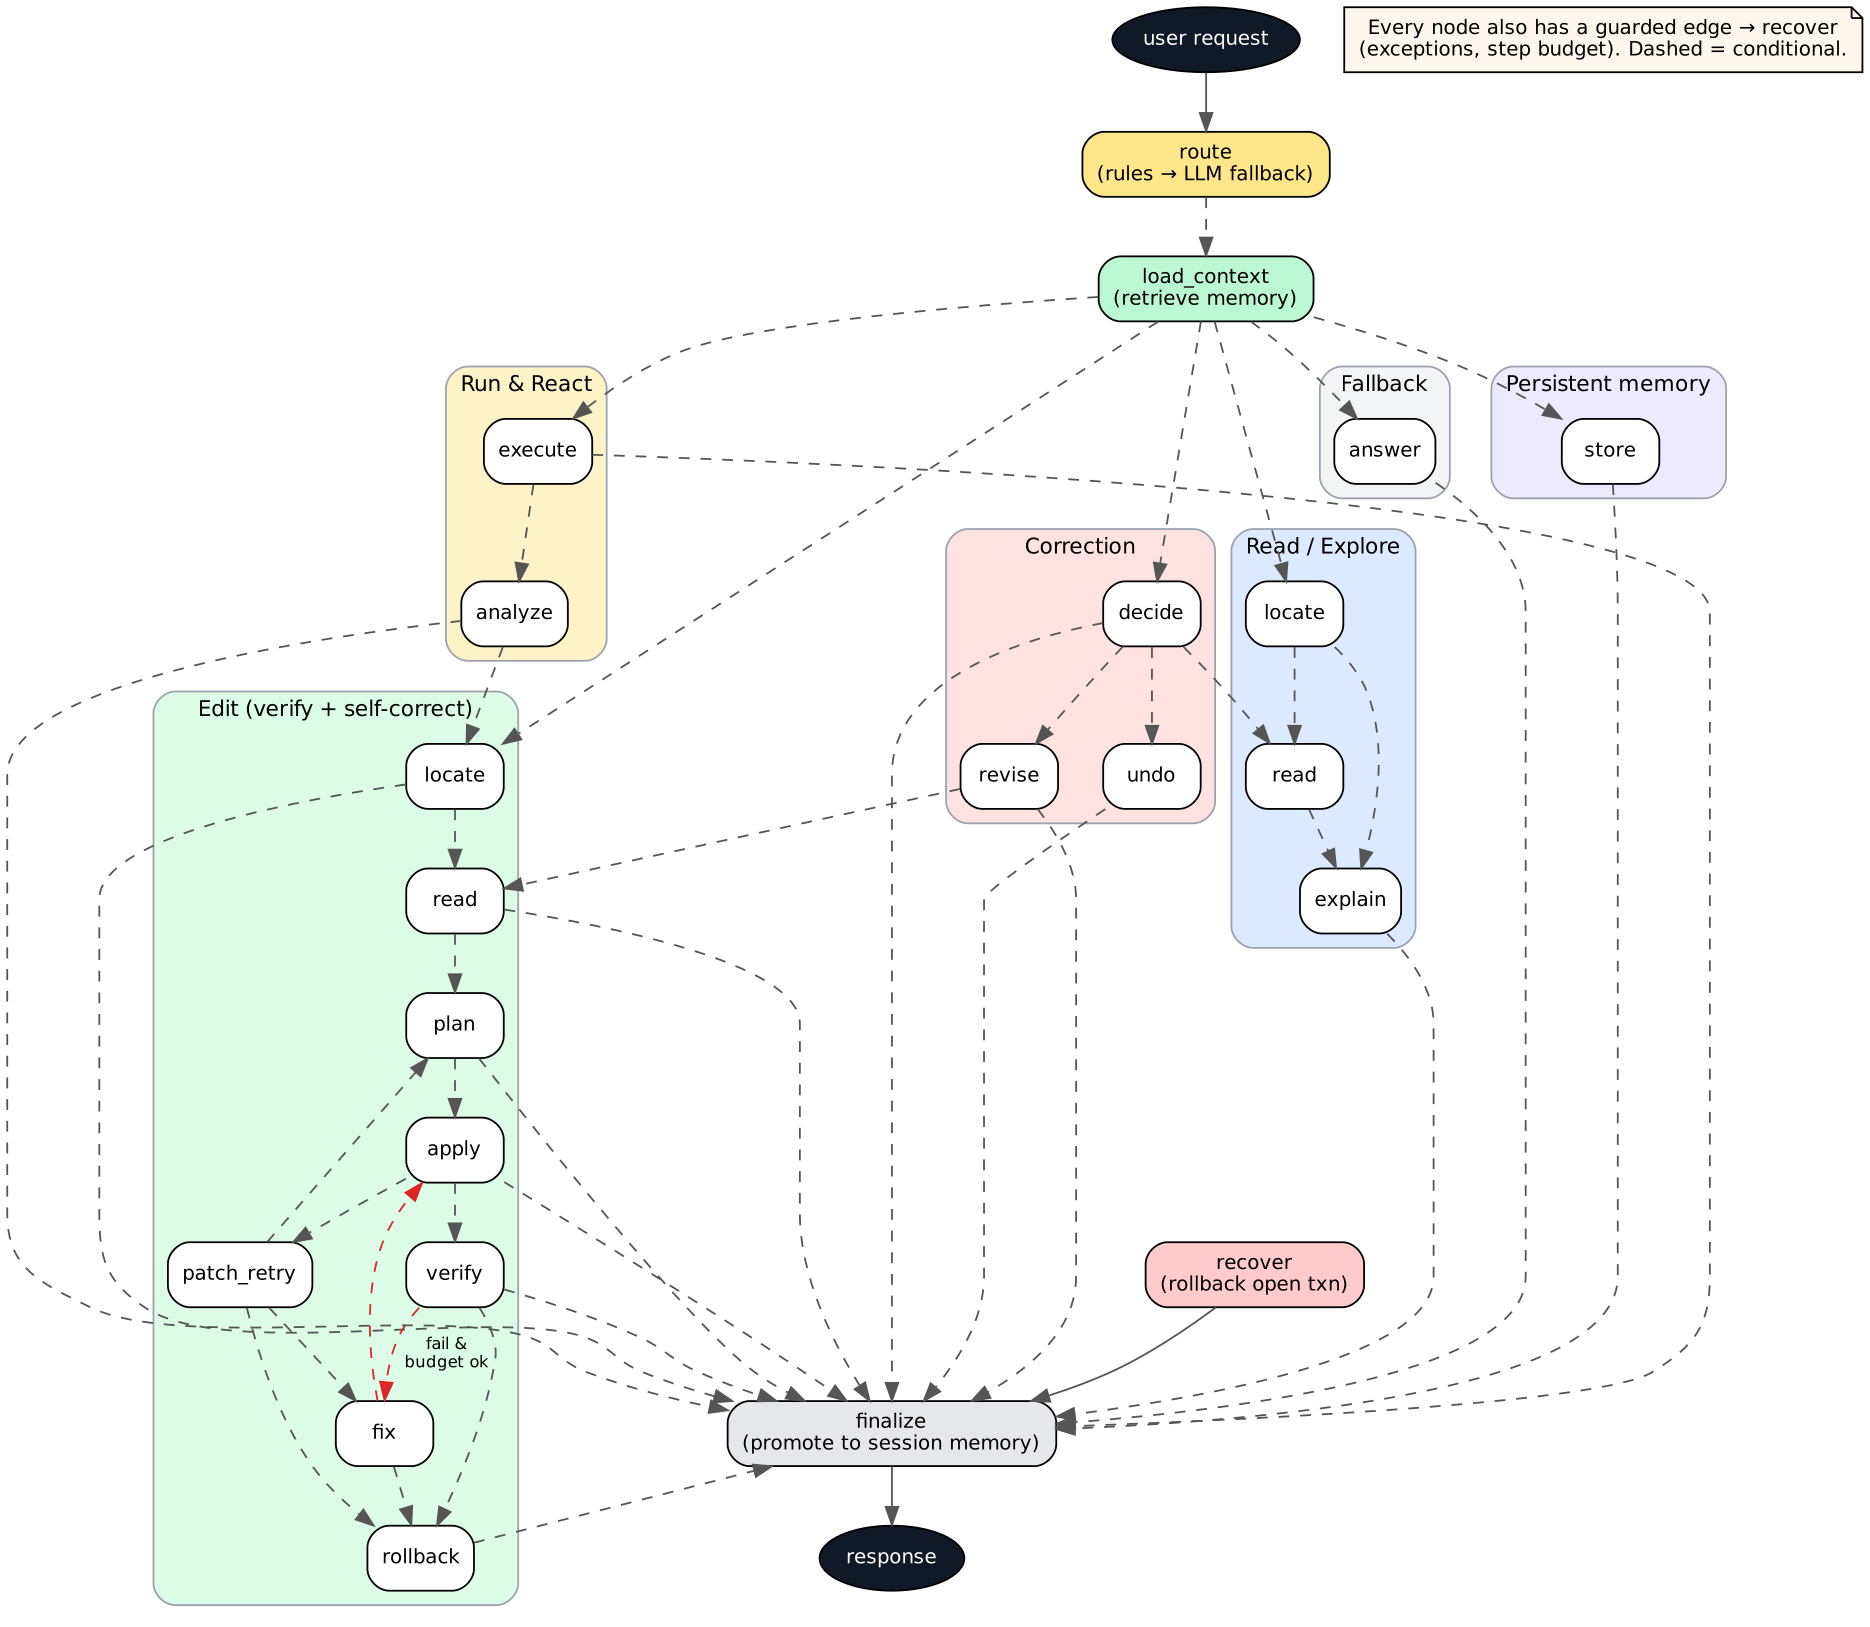 user request
Every node also has a guarded edge → recover
(exceptions, step budget). Dashed = conditional.
route
(rules → LLM fallback)
load_context
(retrieve memory)
Run & React
Fallback
Persistent memory
execute
answer
store
Correction
Read / Explore
analyze
decide
locate
Edit (verify + self-correct)
locate
revise
undo
read
read
explain
plan
apply
patch_retry
verify
recover
(rollback open txn)
fail &
budget ok
fix
finalize
(promote to session memory)
rollback
response